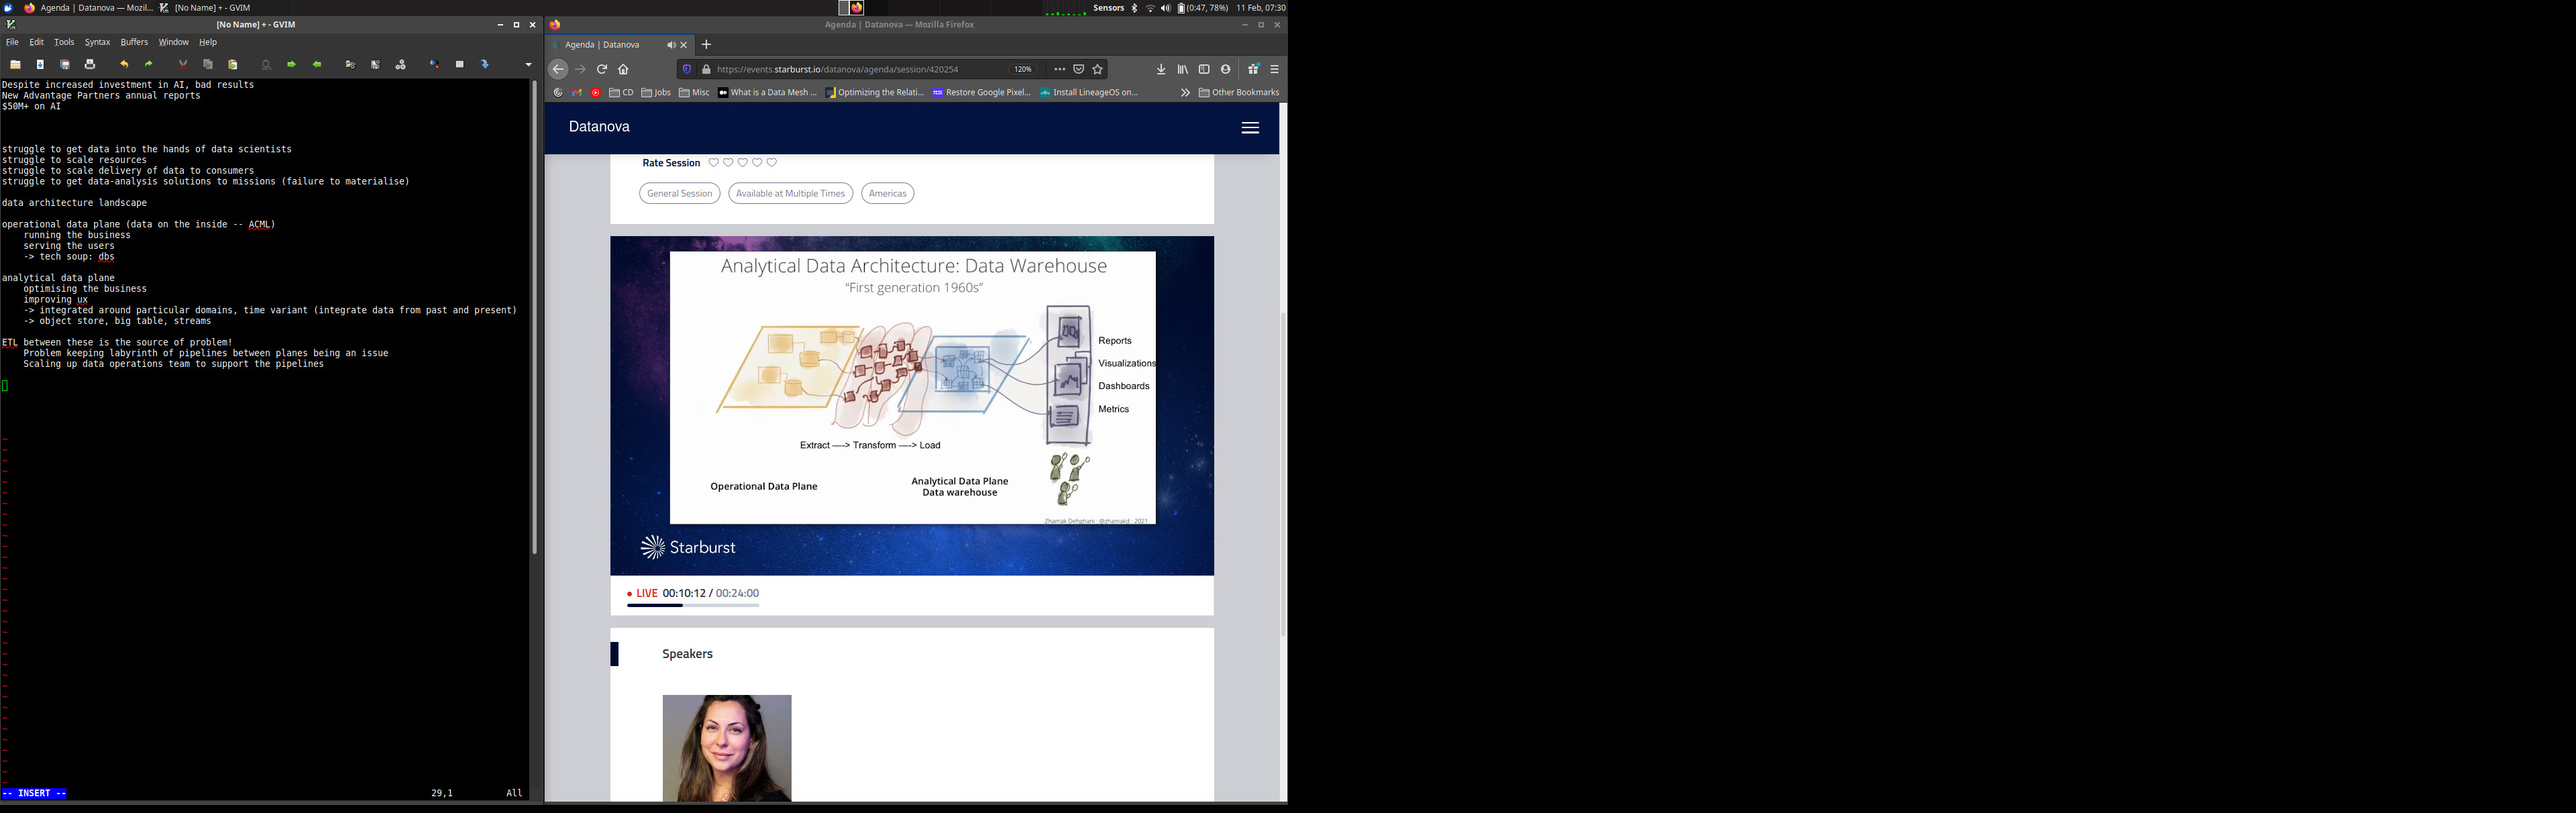 Agenda | Datanova — Mozil... [No Name] + - GVIM
Sensors (0:47, 78%) 11 Feb, 07:30
[No Name] + - GVIM
File Edit Tools Syntax Buffers Window Help
Despite increased investment in AI, bad results
New Advantage Partners annual reports
$50M+ on AI
struggle to get data into the hands of data scientists
struggle to scale resources
struggle to scale delivery of data to consumers
struggle to get data-analysis solutions to missions (failure to materialise)
data architecture landscape
operational data plane (data on the inside -- ACML)
running the business
serving the users
-> tech soup: dbs
analytical data plane
optimising the business
improving ux
-> integrated around particular domains, time variant (integrate data from past and present)
-> object store, big table, streams
ETL between these is the source of problem!
Problem keeping labyrinth of pipelines between planes being an issue
Scaling up data operations team to support the pipelines
-- INSERT -- 29,1 All
Agenda | Datanova — Mozilla Firefox
Agenda | Datanova
https://events.starburst.io/datanova/agenda/session/420254 120%
CD Jobs Misc What is a Data Mesh ... Optimizing the Relati... Restore Google Pixel... Install LineageOS on... Other Bookmarks
Datanova
Rate Session
General Session Available at Multiple Times Americas
Analytical Data Architecture: Data Warehouse
“First generation 1960s”
Reports
Visualizations
Dashboards
Metrics
Extract ----> Transform ----> Load
Operational Data Plane
Analytical Data Plane
Data warehouse
Zhamak Dehghani : @zhamakd : 2021
Starburst
LIVE 00:10:12 / 00:24:00
Speakers